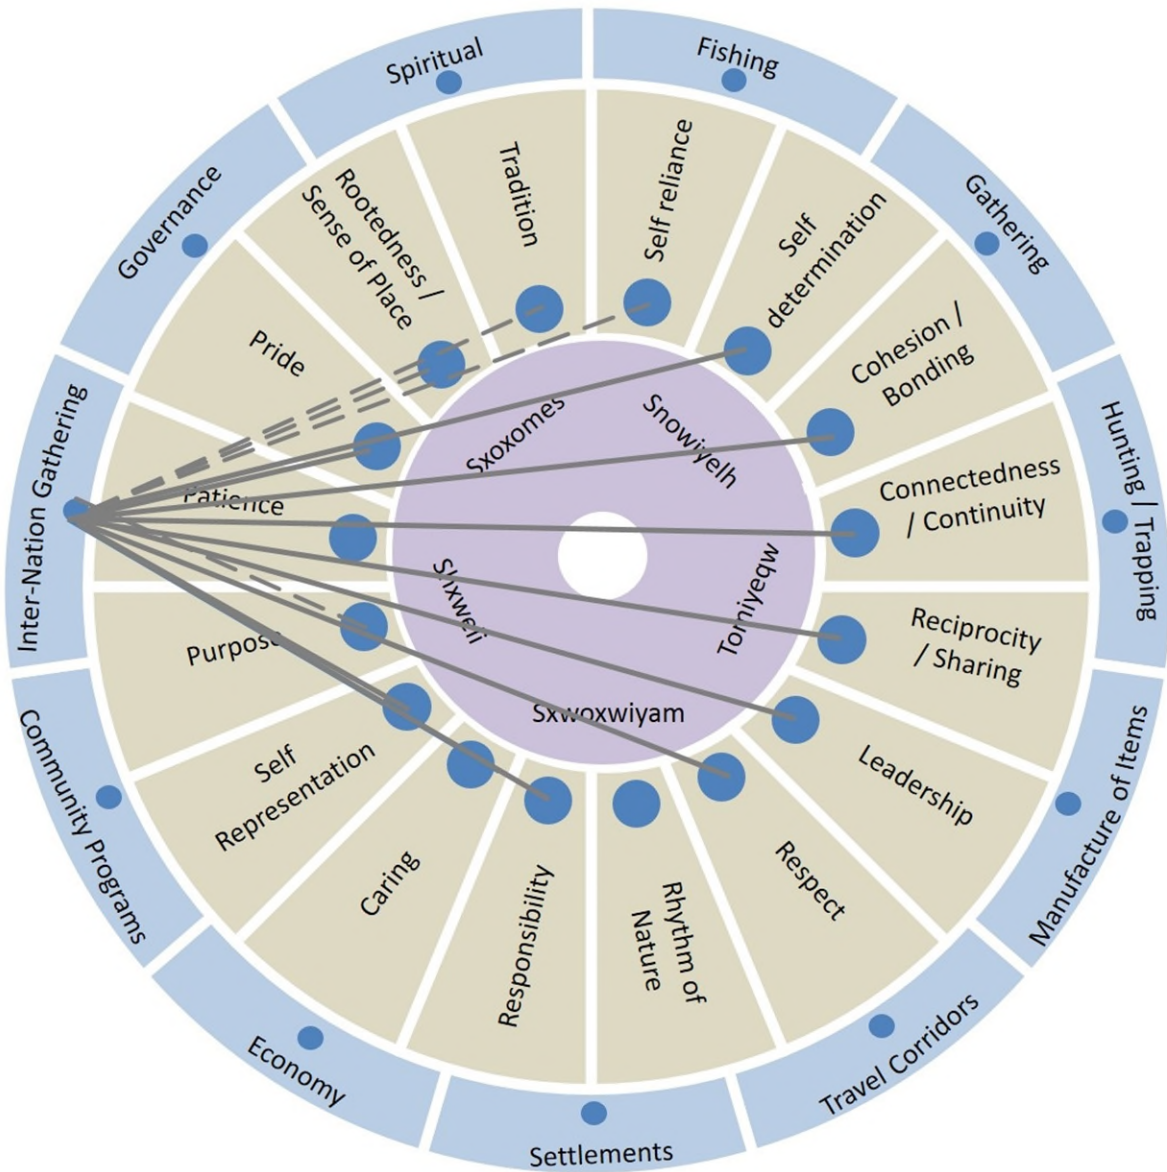 Spiritual
Fishing
Gathering
Hunting / Trapping
Manufacture of Items
Travel Corridors
Settlements
Economy
Community Programs
Inter-Nation Gathering
Governance
Tradition
Self reliance
Self
determination
Cohesion /
Bonding
Connectedness
/ Continuity
Reciprocity
/ Sharing
Leadership
Respect
Rhythm of
Nature
Responsibility
Caring
Self
Representation
Purpose
Patience
Pride
Rootedness /
Sense of Place
Sxoxomes
Snowiyelh
Tomiyeqw
Sxwoxwiyam
Shxweli